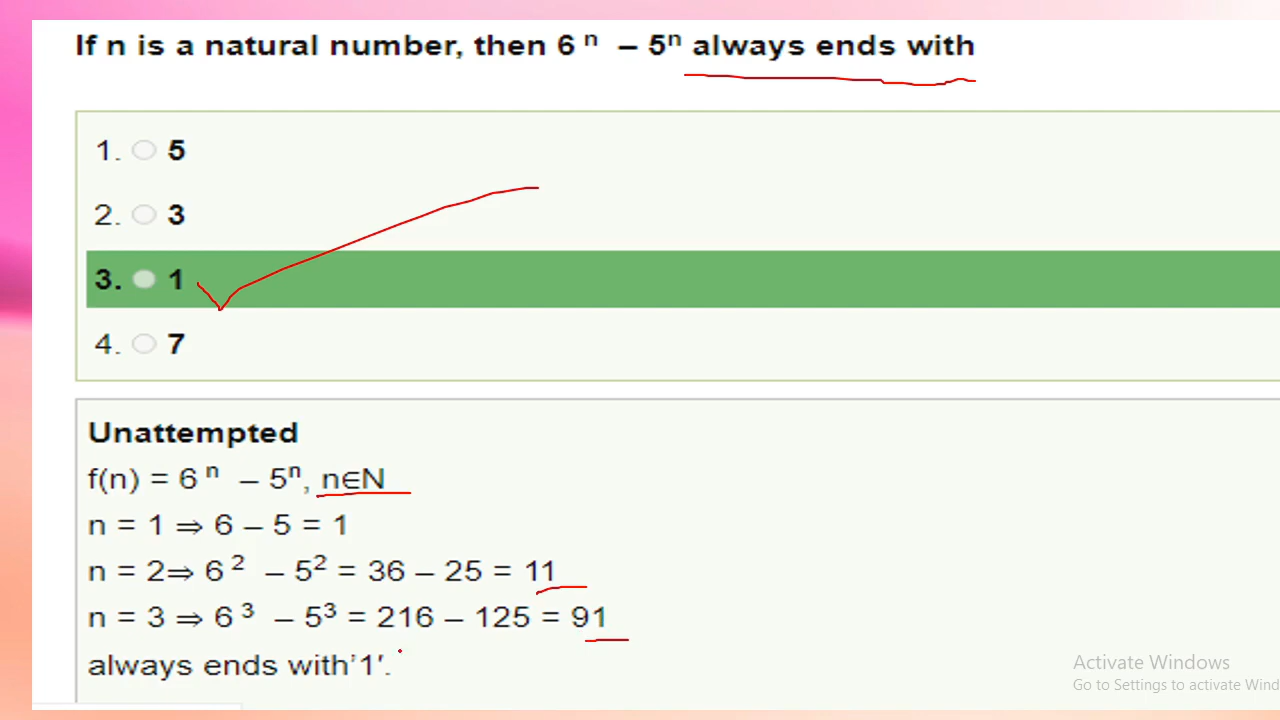 If n is a natural number, then 6ⁿ – 5ⁿ always ends with
1. 5
2. 3
3. 1
4. 7
Unattempted
f(n) = 6ⁿ – 5ⁿ, n∈N
n = 1 ⇒ 6 – 5 = 1
n = 2⇒ 6² – 5² = 36 – 25 = 11
n = 3 ⇒ 6³ – 5³ = 216 – 125 = 91
always ends with’1′.
Activate Windows
Go to Settings to activate Wind